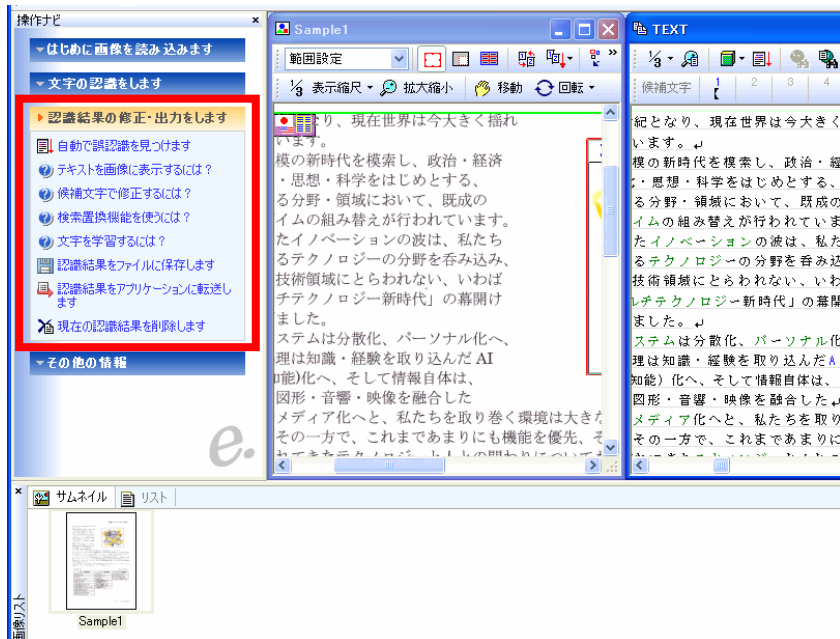 操作ナビ
はじめに画像を読み込みます
文字の認識をします
認識結果の修正・出力をします
自動で誤認識を見つけます
テキストを画像に表示するには？
候補文字で修正するには？
検索置換機能を使うには？
文字を学習するには？
認識結果をファイルに保存します
認識結果をアプリケーションに転送し
ます
現在の認識結果を削除します
その他の情報
e.
Sample1
範囲設定
1/3 表示縮尺 拡大縮小 移動 回転
り、現在世界は今大きく揺れ
います。
模の新時代を模索し、政治・経済
・思想・科学をはじめとする、
る分野・領域において、既成の
イムの組み替えが行われています。
たイノベーションの波は、私たち
るテクノロジーの分野を呑み込み、
技術領域にとらわれない、いわば
チテクノロジー新時代」の幕開け
ました。
ステムは分散化、パーソナル化へ、
理は知識・経験を取り込んだ AI
能)化へ、そして情報自体は、
図形・音響・映像を融合した
メディア化へと、私たちを取り巻く環境は大きな
その一方で、これまであまりにも機能を優先、そ
TEXT
1/3
候補文字 1 2 3 4
【
紀となり、現在世界は今大きく
います。
模の新時代を模索し、政治・経
・思想・科学をはじめとする、
る分野・領域において、既成の
イムの組み替えが行われていま
たイノベーションの波は、私た
るテクノロジーの分野を呑み込
技術領域にとらわれない、いわ
ルチテクノロジー新時代」の幕開
ました。
ステムは分散化、パーソナル化
理は知識・経験を取り込んだA
知能）化へ、そして情報自体は、
図形・音響・映像を融合した
メディア化へと、私たちを取り
その一方で、これまであまりに
サムネイル リスト
画像リスト
Sample1